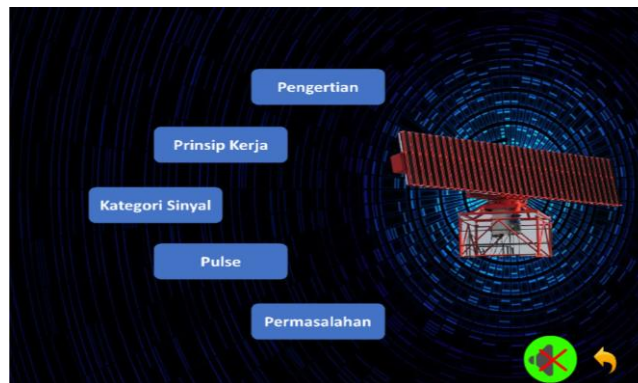 Pengertian
Prinsip Kerja
Kategori Sinyal
Pulse
Permasalahan